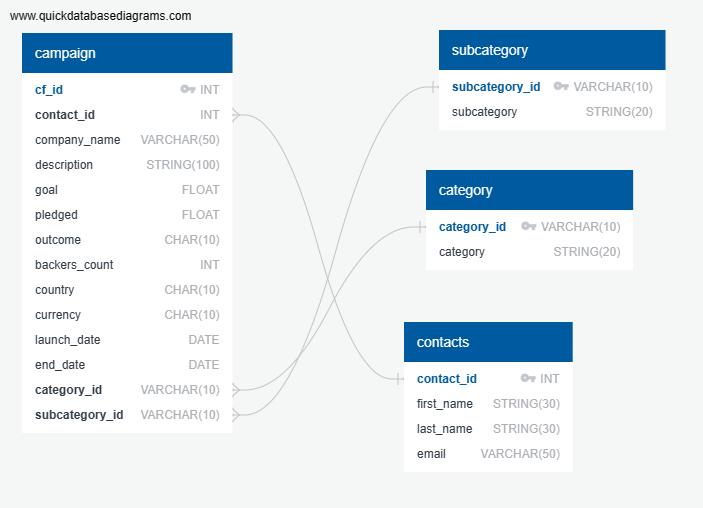 www.quickdatabasediagrams.com
campaign
cf_id INT
contact_id INT
company_name VARCHAR(50)
description STRING(100)
goal FLOAT
pledged FLOAT
outcome CHAR(10)
backers_count INT
country CHAR(10)
currency CHAR(10)
launch_date DATE
end_date DATE
category_id VARCHAR(10)
subcategory_id VARCHAR(10)
subcategory
subcategory_id VARCHAR(10)
subcategory STRING(20)
category
category_id VARCHAR(10)
category STRING(20)
contacts
contact_id INT
first_name STRING(30)
last_name STRING(30)
email VARCHAR(50)